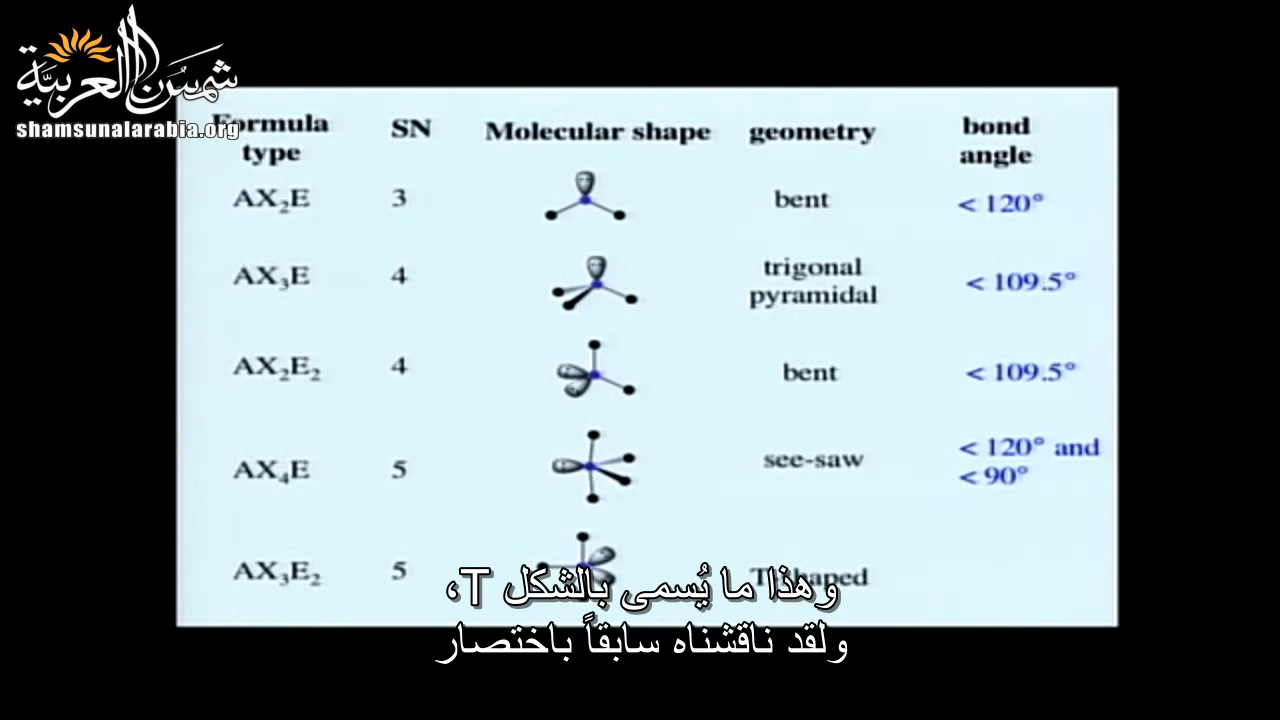 شمسُ العربيّة
shamsunalarabia.org
Formula type SN Molecular shape geometry bond angle
AX₂E 3 bent < 120°
AX₃E 4 trigonal pyramidal < 109.5°
AX₂E₂ 4 bent < 109.5°
AX₄E 5 see-saw < 120° and < 90°
AX₃E₂ 5
وهذا ما يُسمى بالشكل T،
ولقد ناقشناه سابقاً باختصار